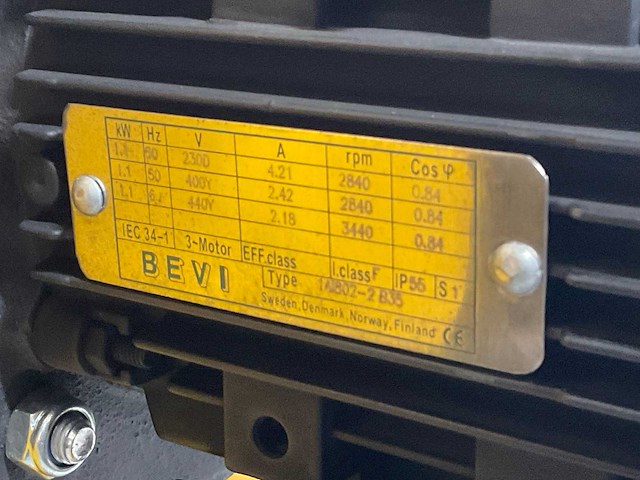 kW Hz V A rpm Cos φ
1.1 50 230D 4.21 2840 0.84
1.1 50 400Y 2.42 2840 0.84
1.1 440Y 2.18 3440 0.84
IEC 34-1 3~Motor EFF.class I.classF IP55 S1
BEVI Type B35
Sweden, Denmark, Norway, Finland CE